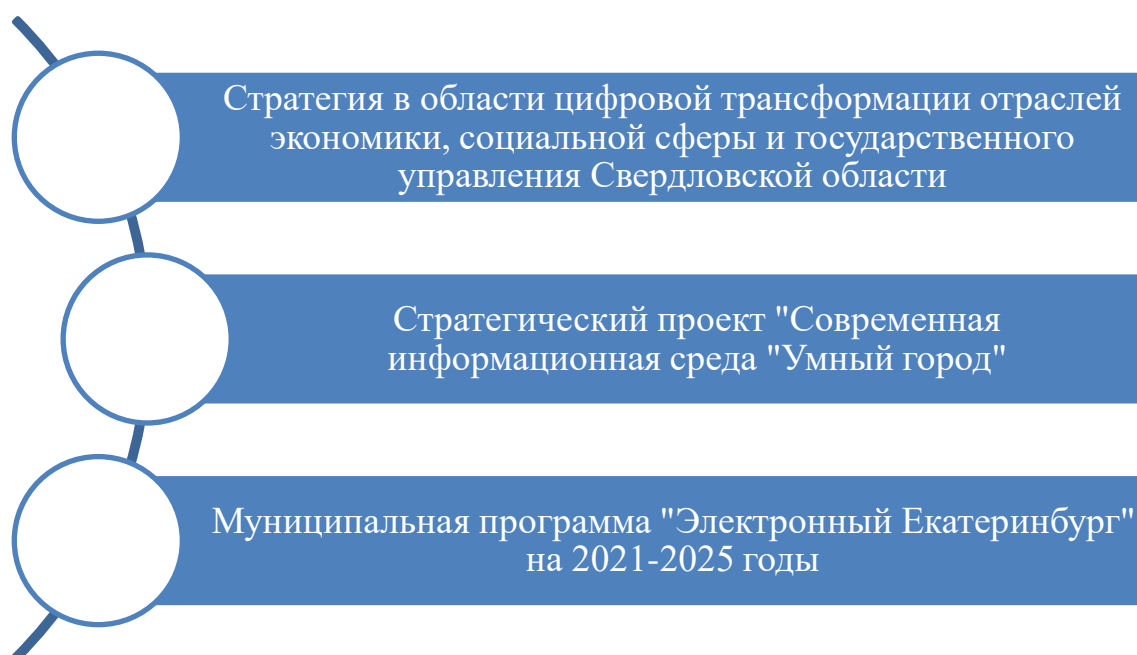 Стратегия в области цифровой трансформации отраслей
экономики, социальной сферы и государственного
управления Свердловской области
Стратегический проект "Современная
информационная среда "Умный город"
Муниципальная программа "Электронный Екатеринбург"
на 2021-2025 годы